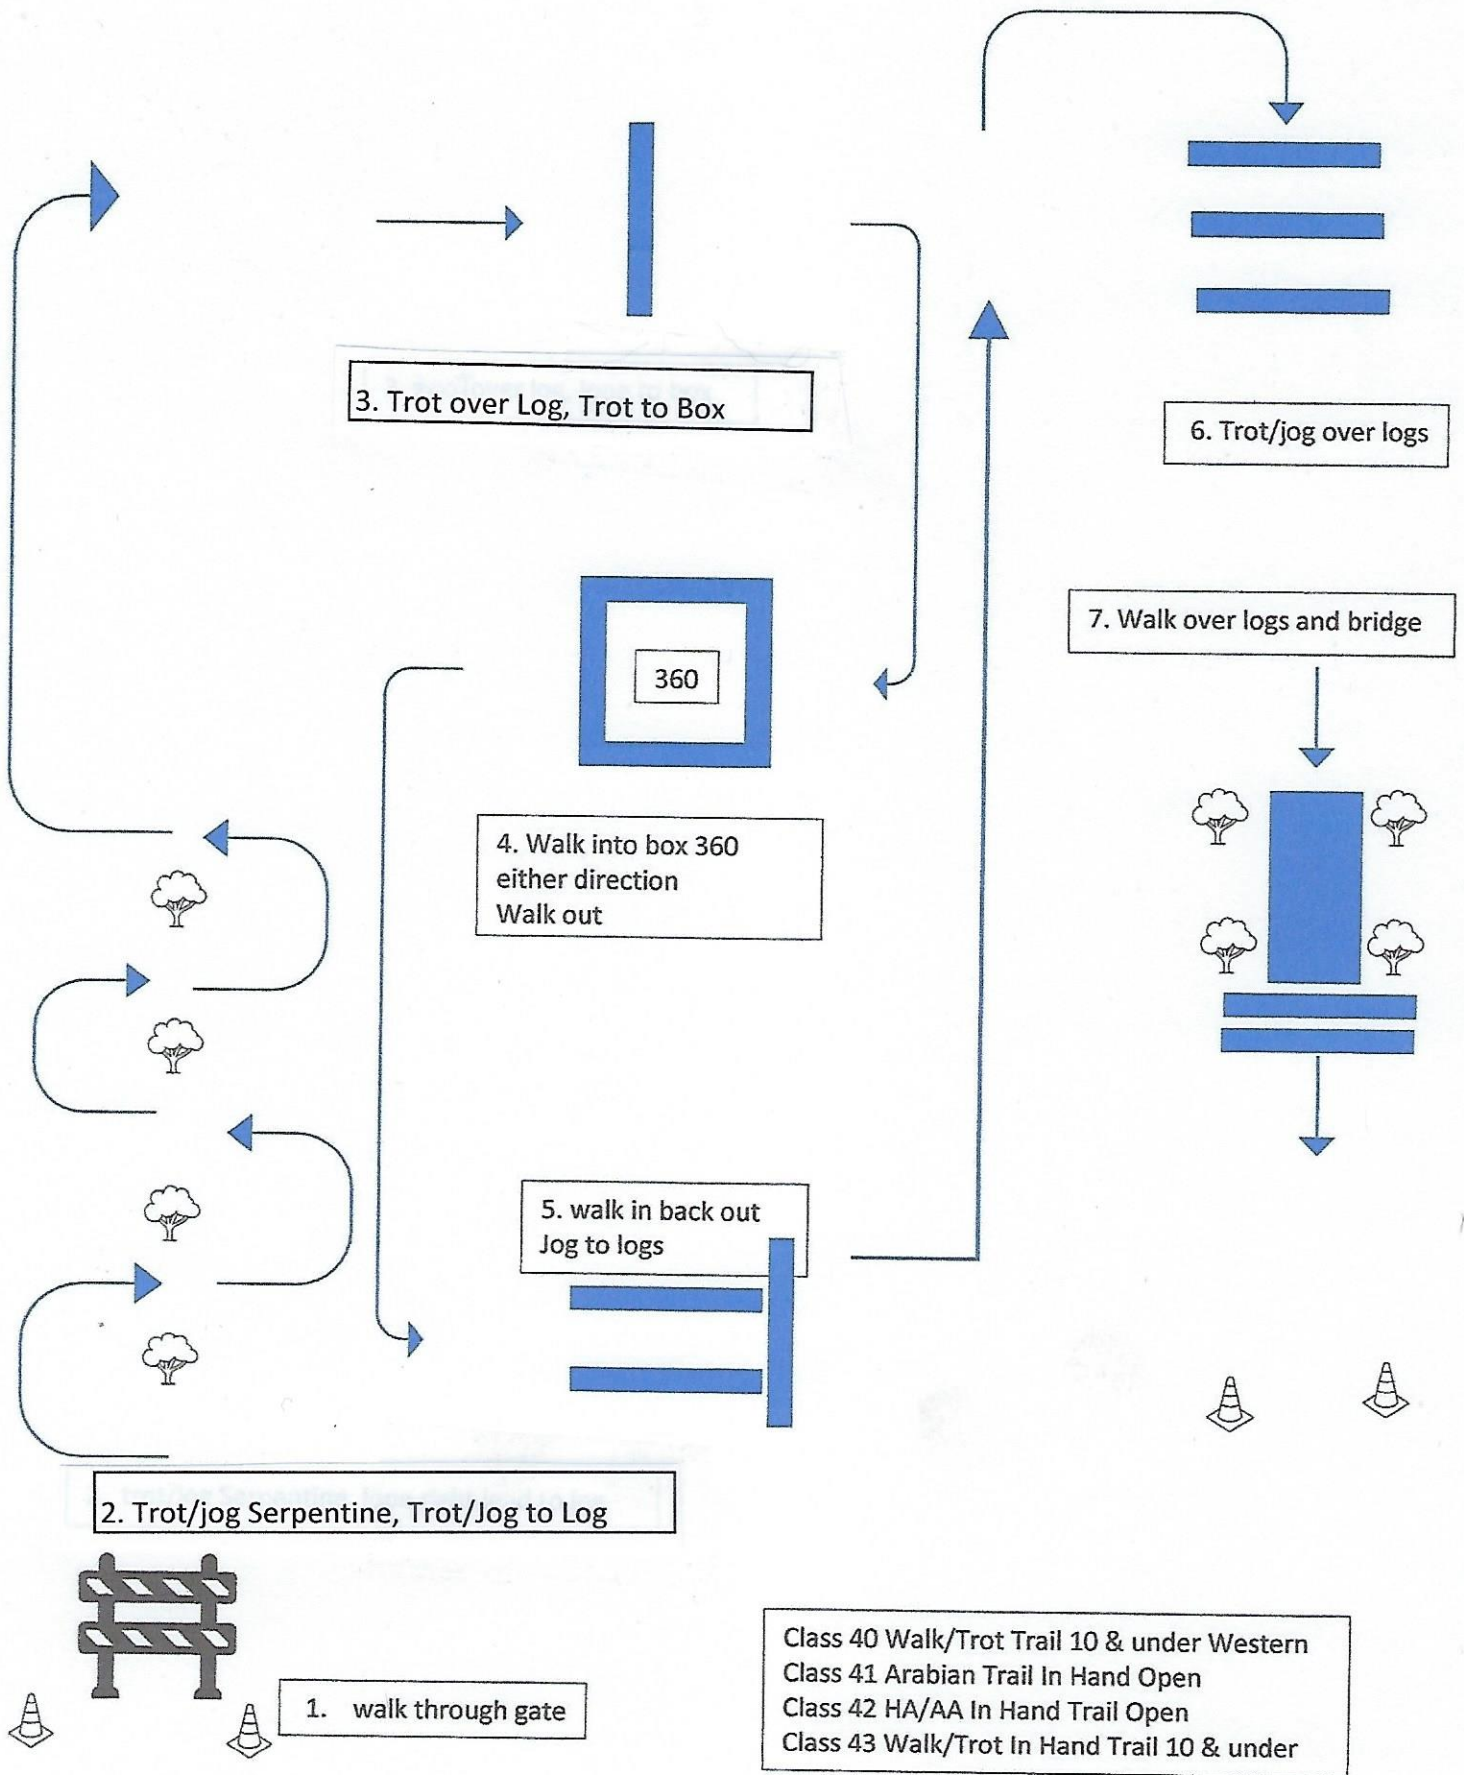 3. Trot over Log, Trot to Box
6. Trot/jog over logs
7. Walk over logs and bridge
360
4. Walk into box 360
either direction
Walk out
5. walk in back out
Jog to logs
2. Trot/jog Serpentine, Trot/Jog to Log
1. walk through gate
Class 40 Walk/Trot Trail 10 & under Western
Class 41 Arabian Trail In Hand Open
Class 42 HA/AA In Hand Trail Open
Class 43 Walk/Trot In Hand Trail 10 & under